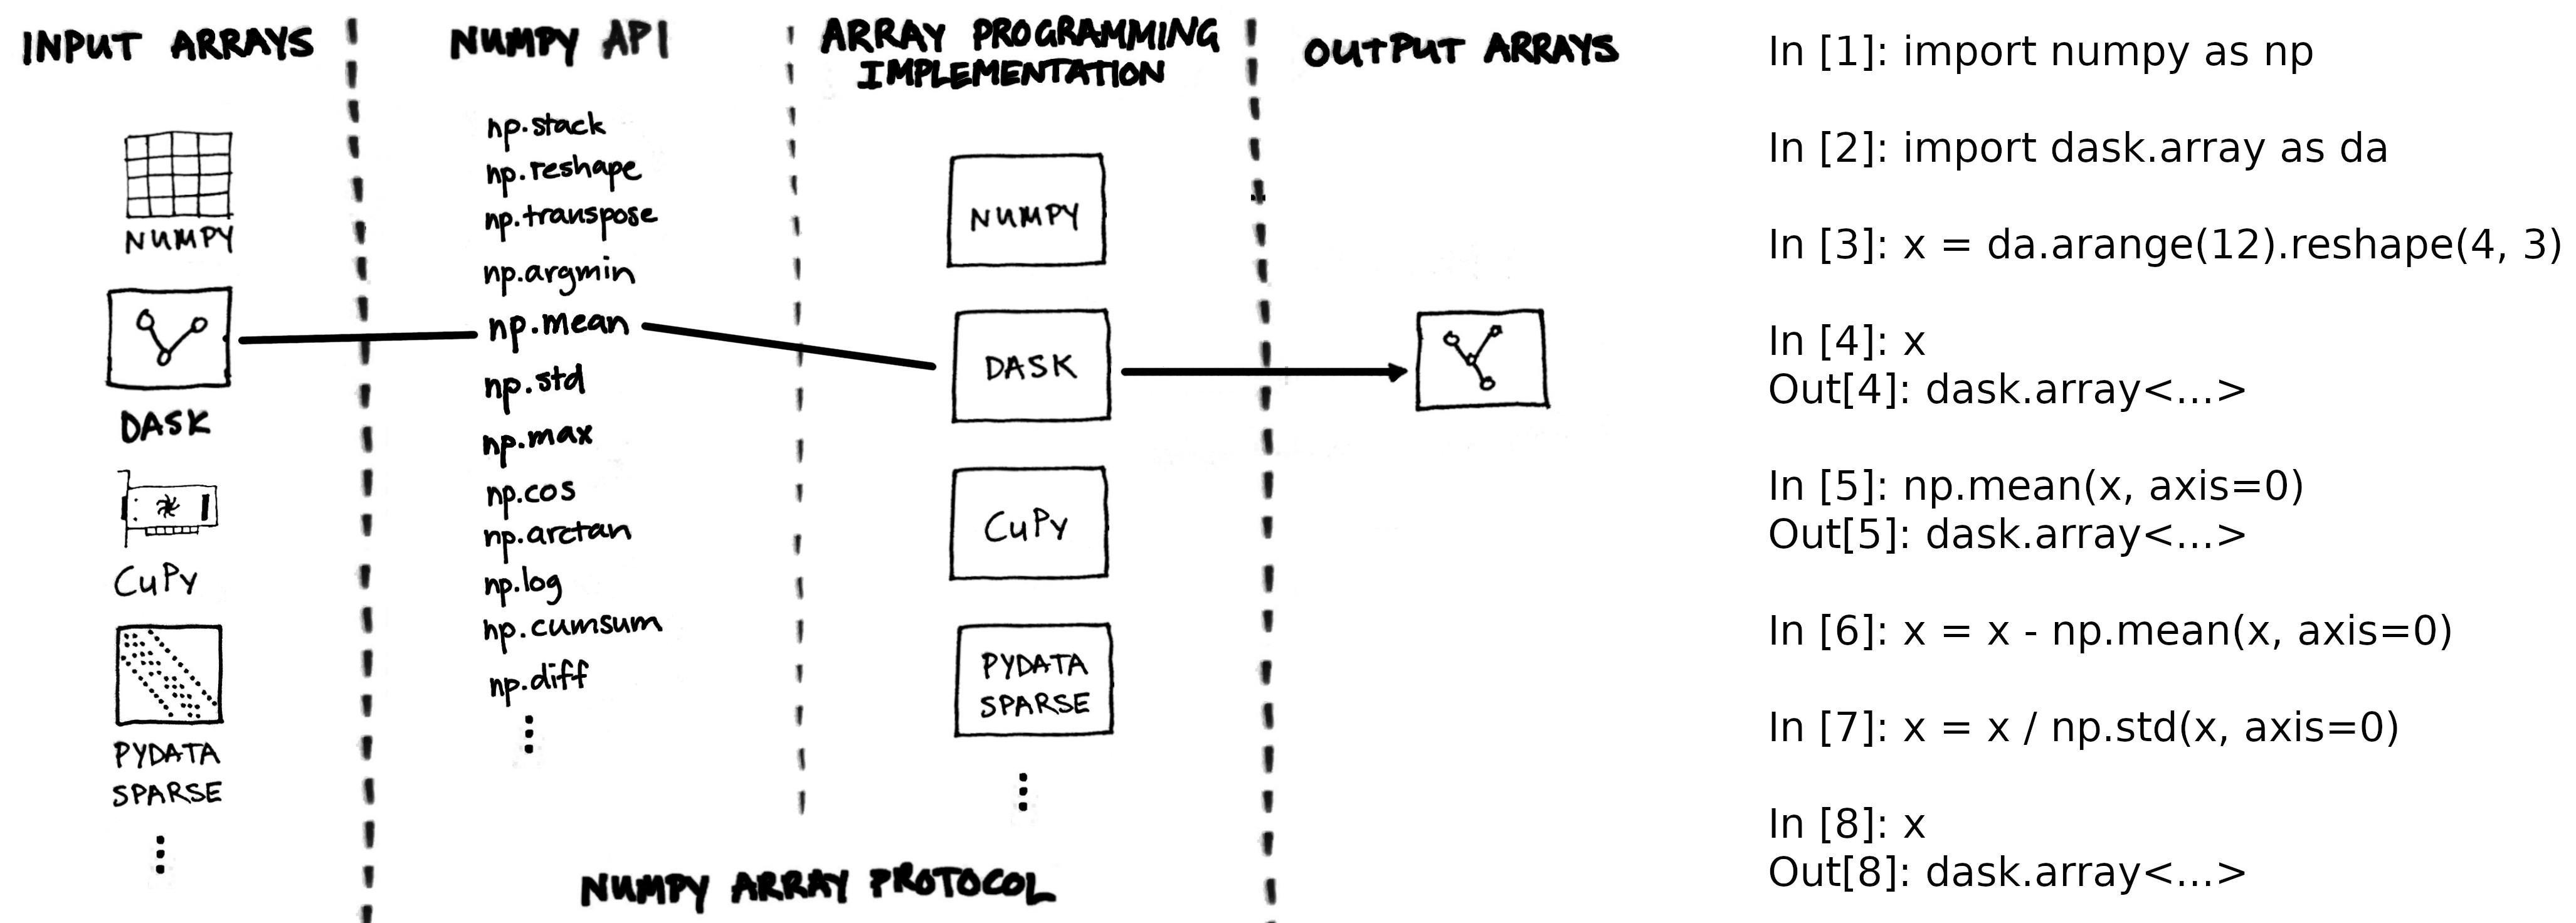 INPUT ARRAYS
NUMPY
DASK
CuPy
PYDATA
SPARSE
NUMPY API
np.stack
np.reshape
np.transpose
np.argmin
np.mean
np.std
np.max
np.cos
np.arctan
np.log
np.cumsum
np.diff
ARRAY PROGRAMMING
IMPLEMENTATION
NUMPY
DASK
CuPy
PYDATA
SPARSE
NUMPY ARRAY PROTOCOL
OUTPUT ARRAYS
In [1]: import numpy as np
In [2]: import dask.array as da
In [3]: x = da.arange(12).reshape(4, 3)
In [4]: x
Out[4]: dask.array<...>
In [5]: np.mean(x, axis=0)
Out[5]: dask.array<...>
In [6]: x = x - np.mean(x, axis=0)
In [7]: x = x / np.std(x, axis=0)
In [8]: x
Out[8]: dask.array<...>